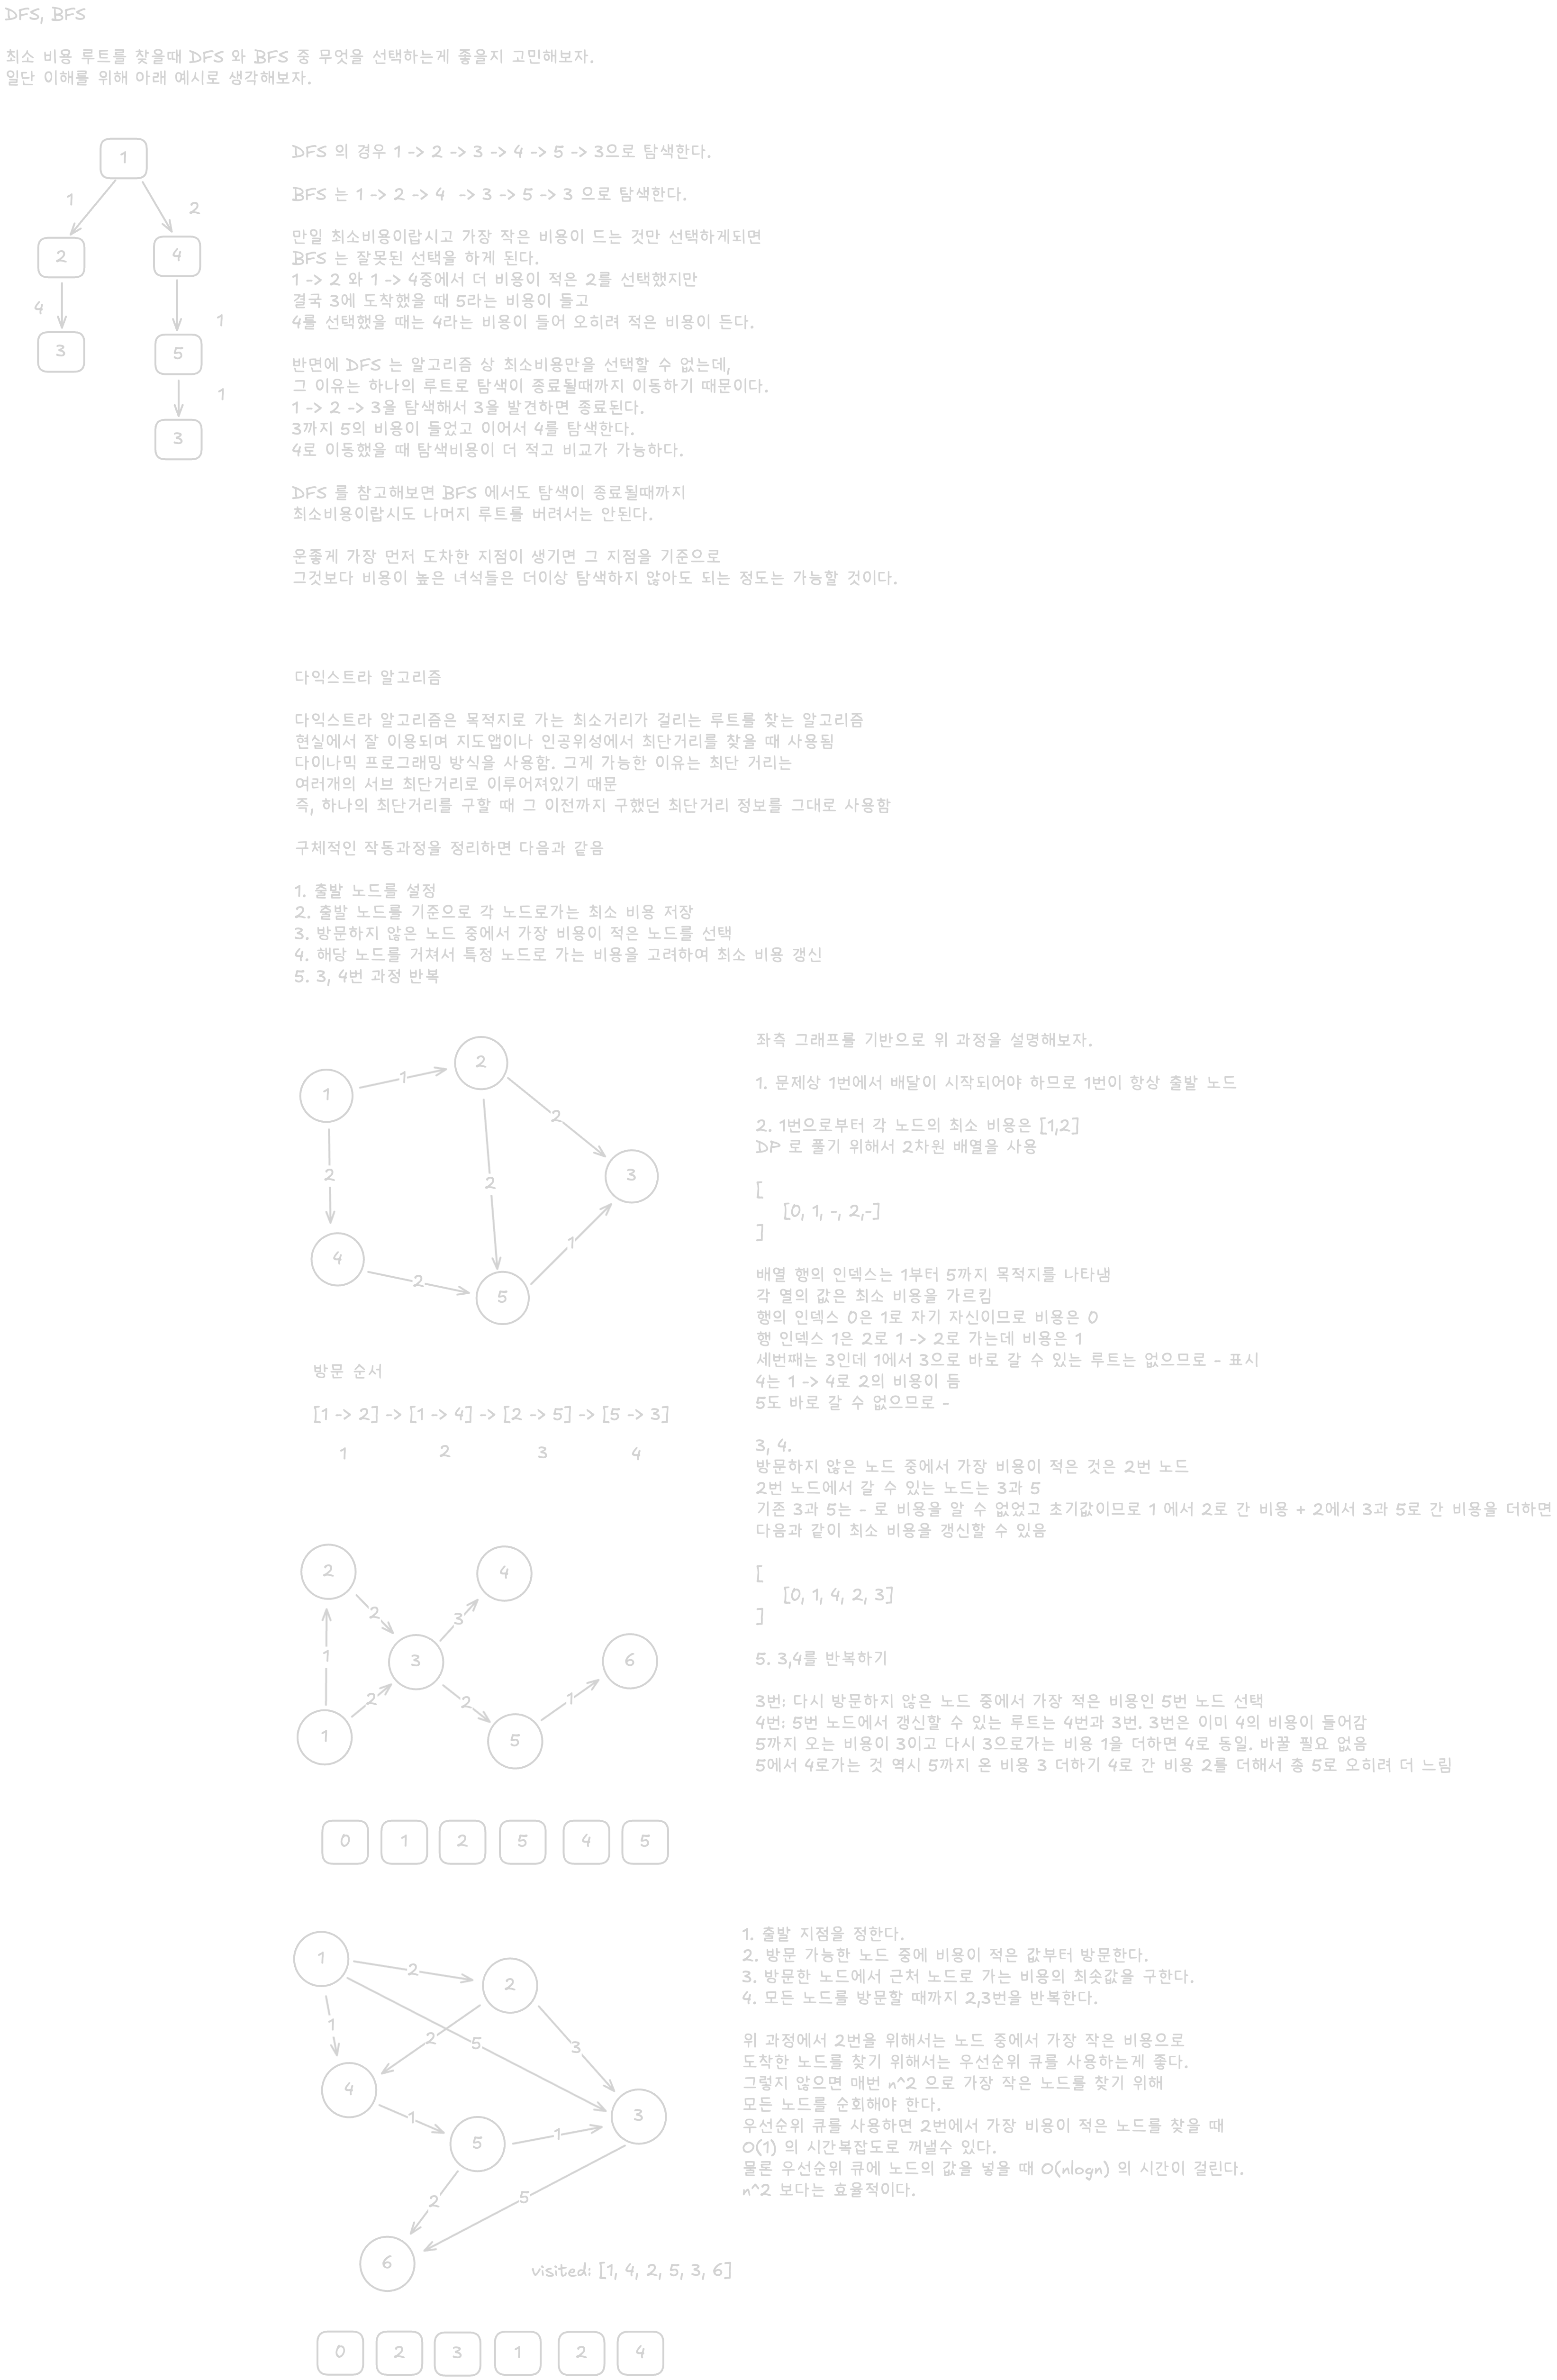 DFS, BFS
최소 비용 루트를 찾을때 DFS 와 BFS 중 무엇을 선택하는게 좋을지 고민해보자.
일단 이해를 위해 아래 예시로 생각해보자.
1
1
2
2
4
4
1
3
5
1
3
DFS 의 경우 1 -> 2 -> 3 -> 4 -> 5 -> 3으로 탐색한다.
BFS 는 1 -> 2 -> 4 -> 3 -> 5 -> 3 으로 탐색한다.
만일 최소비용이랍시고 가장 작은 비용이 드는 것만 선택하게되면
BFS 는 잘못된 선택을 하게 된다.
1 -> 2 와 1 -> 4중에서 더 비용이 적은 2를 선택했지만
결국 3에 도착했을 때 5라는 비용이 들고
4를 선택했을 때는 4라는 비용이 들어 오히려 적은 비용이 든다.
반면에 DFS 는 알고리즘 상 최소비용만을 선택할 수 없는데,
그 이유는 하나의 루트로 탐색이 종료될때까지 이동하기 때문이다.
1 -> 2 -> 3을 탐색해서 3을 발견하면 종료된다.
3까지 5의 비용이 들었고 이어서 4를 탐색한다.
4로 이동했을 때 탐색비용이 더 적고 비교가 가능하다.
DFS 를 참고해보면 BFS 에서도 탐색이 종료될때까지
최소비용이랍시도 나머지 루트를 버려서는 안된다.
운좋게 가장 먼저 도차한 지점이 생기면 그 지점을 기준으로
그것보다 비용이 높은 녀석들은 더이상 탐색하지 않아도 되는 정도는 가능할 것이다.
다익스트라 알고리즘
다익스트라 알고리즘은 목적지로 가는 최소거리가 걸리는 루트를 찾는 알고리즘
현실에서 잘 이용되며 지도앱이나 인공위성에서 최단거리를 찾을 때 사용됨
다이나믹 프로그래밍 방식을 사용함. 그게 가능한 이유는 최단 거리는
여러개의 서브 최단거리로 이루어져있기 때문
즉, 하나의 최단거리를 구할 때 그 이전까지 구했던 최단거리 정보를 그대로 사용함
구체적인 작동과정을 정리하면 다음과 같음
1. 출발 노드를 설정
2. 출발 노드를 기준으로 각 노드로가는 최소 비용 저장
3. 방문하지 않은 노드 중에서 가장 비용이 적은 노드를 선택
4. 해당 노드를 거쳐서 특정 노드로 가는 비용을 고려하여 최소 비용 갱신
5. 3, 4번 과정 반복
2
1
1
2
2
3
2
1
4
2
5
방문 순서
[1 -> 2] -> [1 -> 4] -> [2 -> 5] -> [5 -> 3]
1 2 3 4
좌측 그래프를 기반으로 위 과정을 설명해보자.
1. 문제상 1번에서 배달이 시작되어야 하므로 1번이 항상 출발 노드
2. 1번으로부터 각 노드의 최소 비용은 [1,2]
DP 로 풀기 위해서 2차원 배열을 사용
[
[0, 1, -, 2,-]
]
배열 행의 인덱스는 1부터 5까지 목적지를 나타냄
각 열의 값은 최소 비용을 가르킴
행의 인덱스 0은 1로 자기 자신이므로 비용은 0
행 인덱스 1은 2로 1 -> 2로 가는데 비용은 1
세번째는 3인데 1에서 3으로 바로 갈 수 있는 루트는 없으므로 - 표시
4는 1 -> 4로 2의 비용이 듬
5도 바로 갈 수 없으므로 -
3, 4.
방문하지 않은 노드 중에서 가장 비용이 적은 것은 2번 노드
2번 노드에서 갈 수 있는 노드는 3과 5
기존 3과 5는 - 로 비용을 알 수 없었고 초기값이므로 1 에서 2로 간 비용 + 2에서 3과 5로 간 비용을 더하면
다음과 같이 최소 비용을 갱신할 수 있음
[
[0, 1, 4, 2, 3]
]
5. 3,4를 반복하기
3번: 다시 방문하지 않은 노드 중에서 가장 적은 비용인 5번 노드 선택
4번: 5번 노드에서 갱신할 수 있는 루트는 4번과 3번. 3번은 이미 4의 비용이 들어감
5까지 오는 비용이 3이고 다시 3으로가는 비용 1을 더하면 4로 동일. 바꿀 필요 없음
5에서 4로가는 것 역시 5까지 온 비용 3 더하기 4로 간 비용 2를 더해서 총 5로 오히려 더 느림
2
4
2
3
1
3
6
2
2
1
1
5
0 1 2 5 4 5
1
2
2
1
2
5
3
4
1
3
5
1
2
5
6
visited: [1, 4, 2, 5, 3, 6]
0 2 3 1 2 4
1. 출발 지점을 정한다.
2. 방문 가능한 노드 중에 비용이 적은 값부터 방문한다.
3. 방문한 노드에서 근처 노드로 가는 비용의 최솟값을 구한다.
4. 모든 노드를 방문할 때까지 2,3번을 반복한다.
위 과정에서 2번을 위해서는 노드 중에서 가장 작은 비용으로
도착한 노드를 찾기 위해서는 우선순위 큐를 사용하는게 좋다.
그렇지 않으면 매번 n^2 으로 가장 작은 노드를 찾기 위해
모든 노드를 순회해야 한다.
우선순위 큐를 사용하면 2번에서 가장 비용이 적은 노드를 찾을 때
O(1) 의 시간복잡도로 꺼낼수 있다.
물론 우선순위 큐에 노드의 값을 넣을 때 O(nlogn) 의 시간이 걸린다.
n^2 보다는 효율적이다.